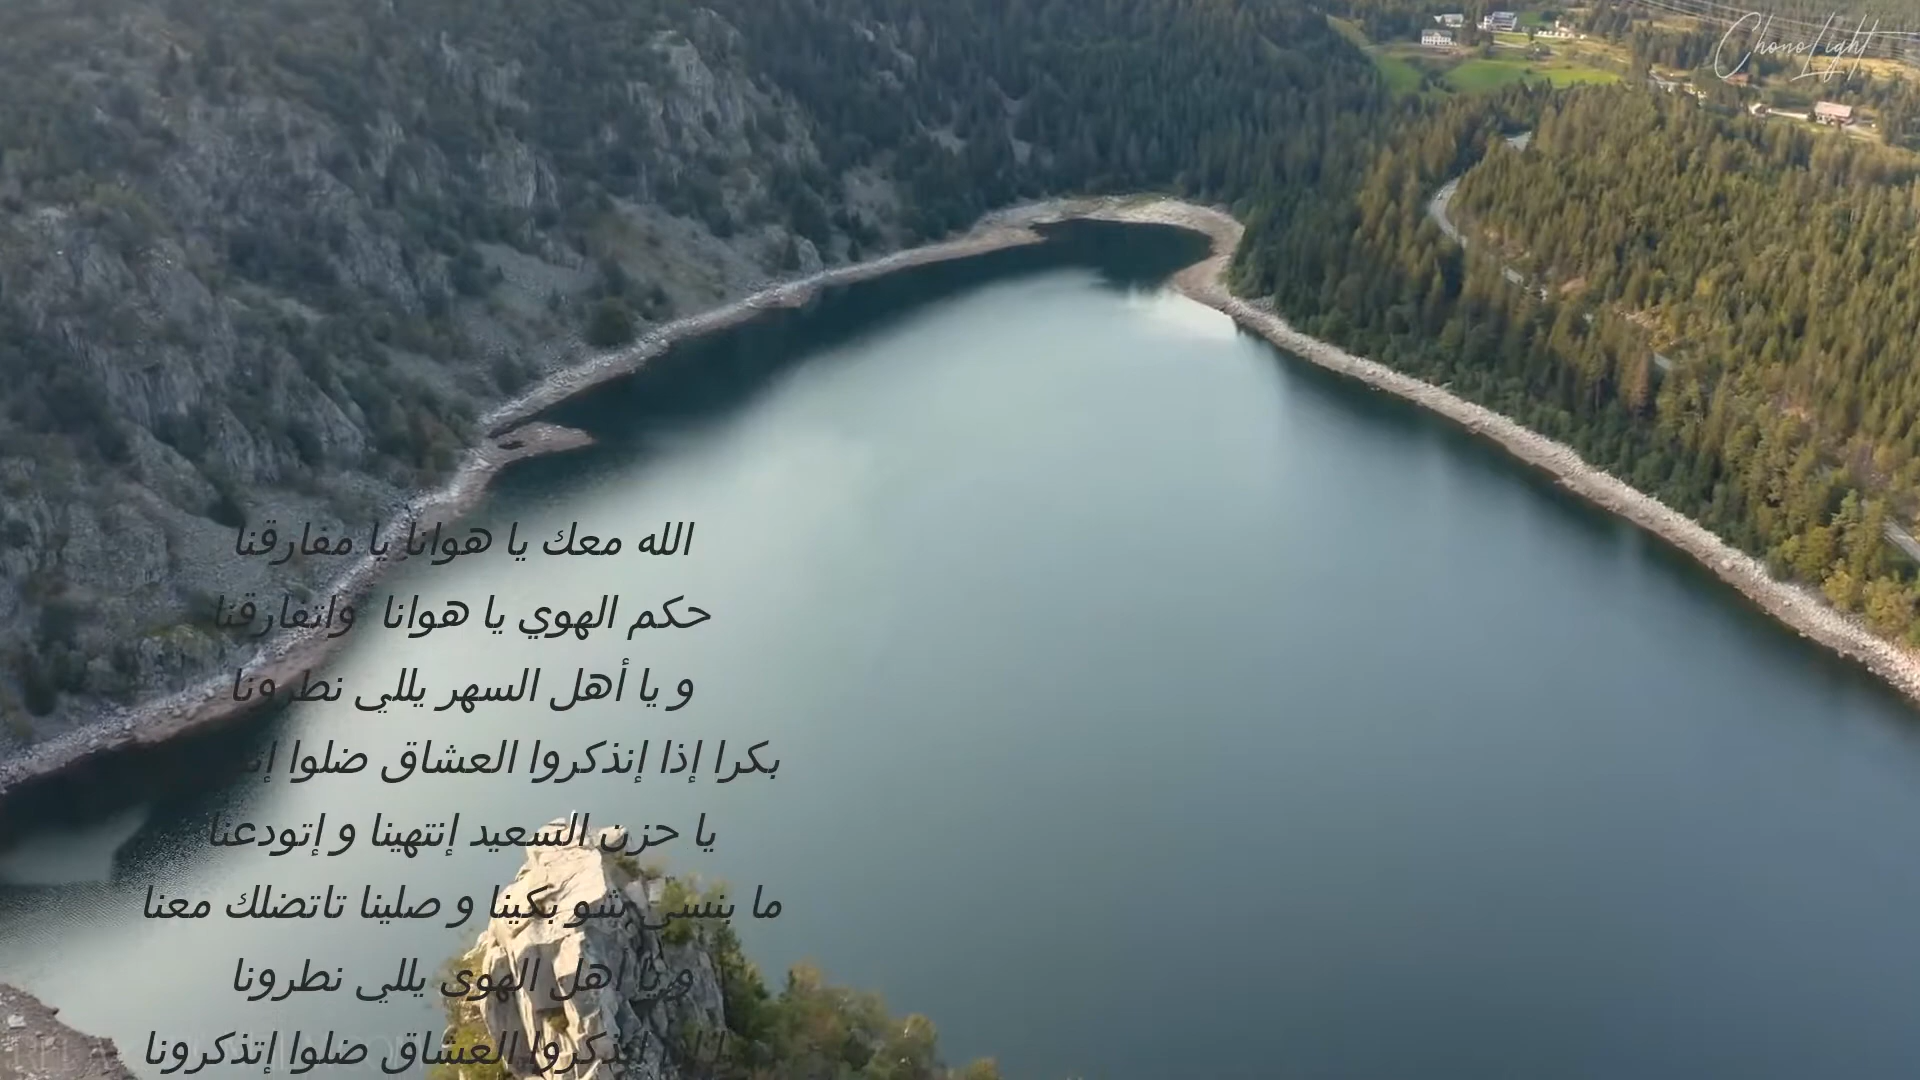 ChonoLight
الله معك يا هوانا يا مفارقنا
حكم الهوي يا هوانا  واتفارقنا
و يا أهل السهر يللي نطرونا
بكرا إذا إنذكروا العشاق ضلوا
يا حزن السعيد إنتهينا و إتودعنا
ما بنسى شو بكينا و صلينا تاتضلك معنا
و يا أهل الهوى يللي نطرونا
إنذكروا العشاق ضلوا إتذكرونا